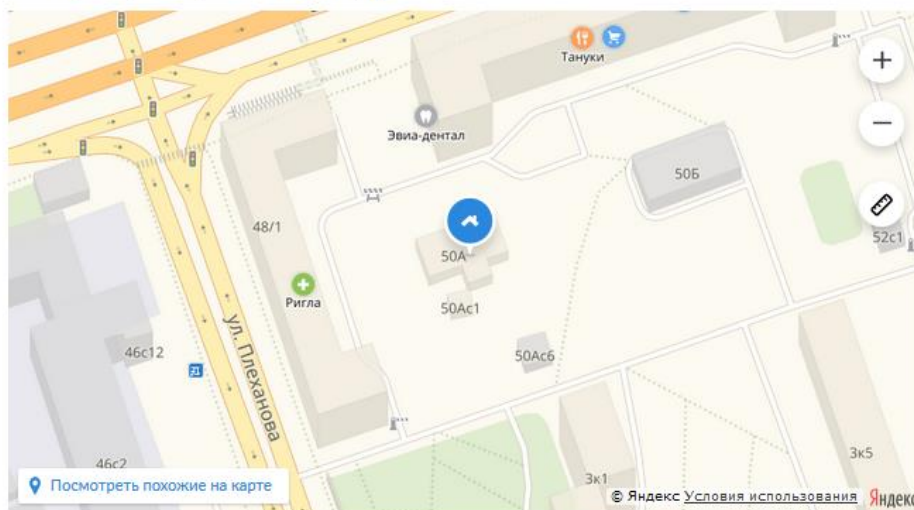 Тануки
Эвиа-дентал
50Б
48/1
50А
52с1
Ригла
50Ас1
ул. Плеханова
46с12
50Ас6
46с2
3к1
3к5
Посмотреть похожие на карте
© Яндекс Условия использования Яндекс